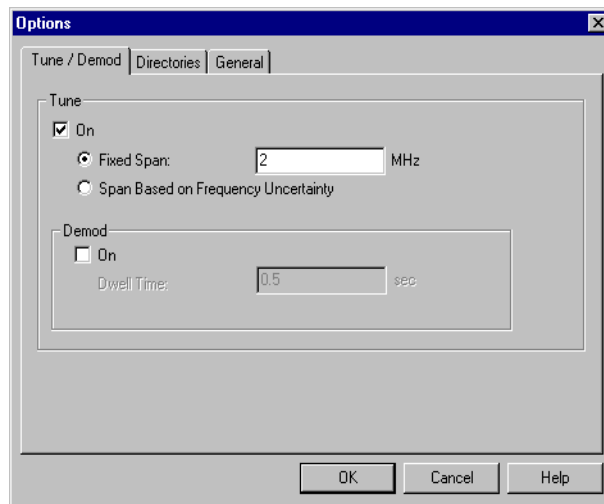 Options
Tune / Demod Directories General
Tune
On
Fixed Span: 2 MHz
Span Based on Frequency Uncertainty
Demod
On
Dwell Time: 0.5 sec
OK Cancel Help